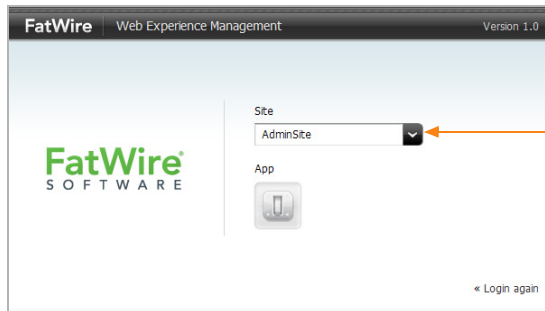 FatWire Web Experience Management Version 1.0
Site
AdminSite
FatWire®
SOFTWARE
App
« Login again